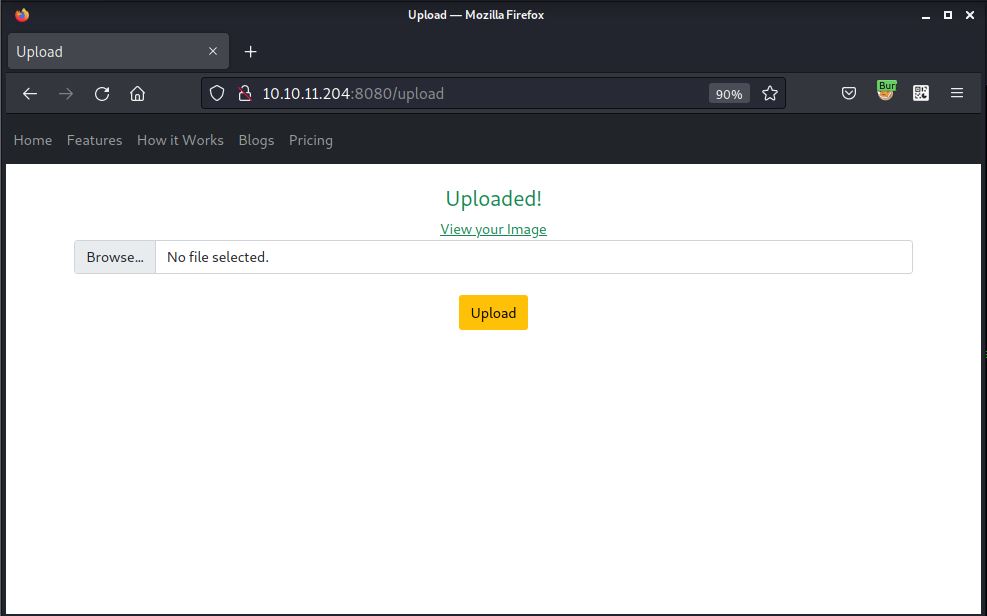 Upload — Mozilla Firefox
Upload
10.10.11.204:8080/upload
90%
Bur
Home Features How it Works Blogs Pricing
Uploaded!
View your Image
Browse... No file selected.
Upload